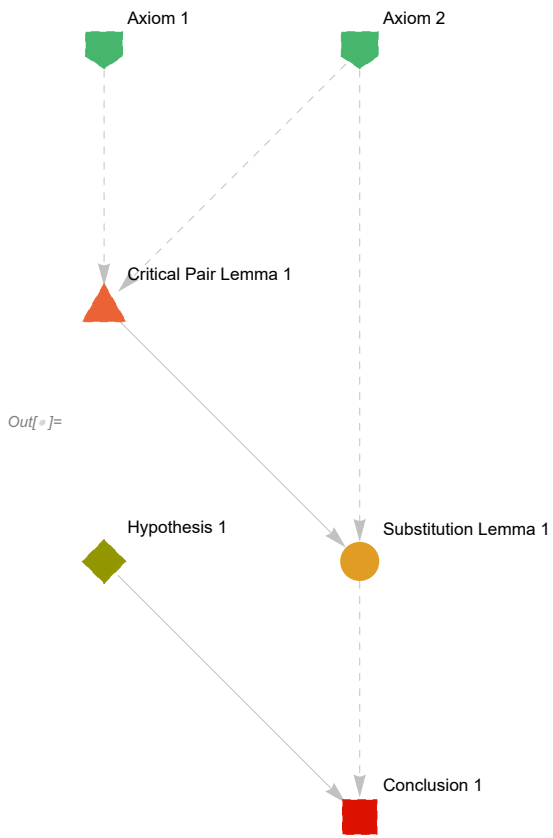 Axiom 1
Axiom 2
Critical Pair Lemma 1
Out[•]=
Hypothesis 1
Substitution Lemma 1
Conclusion 1